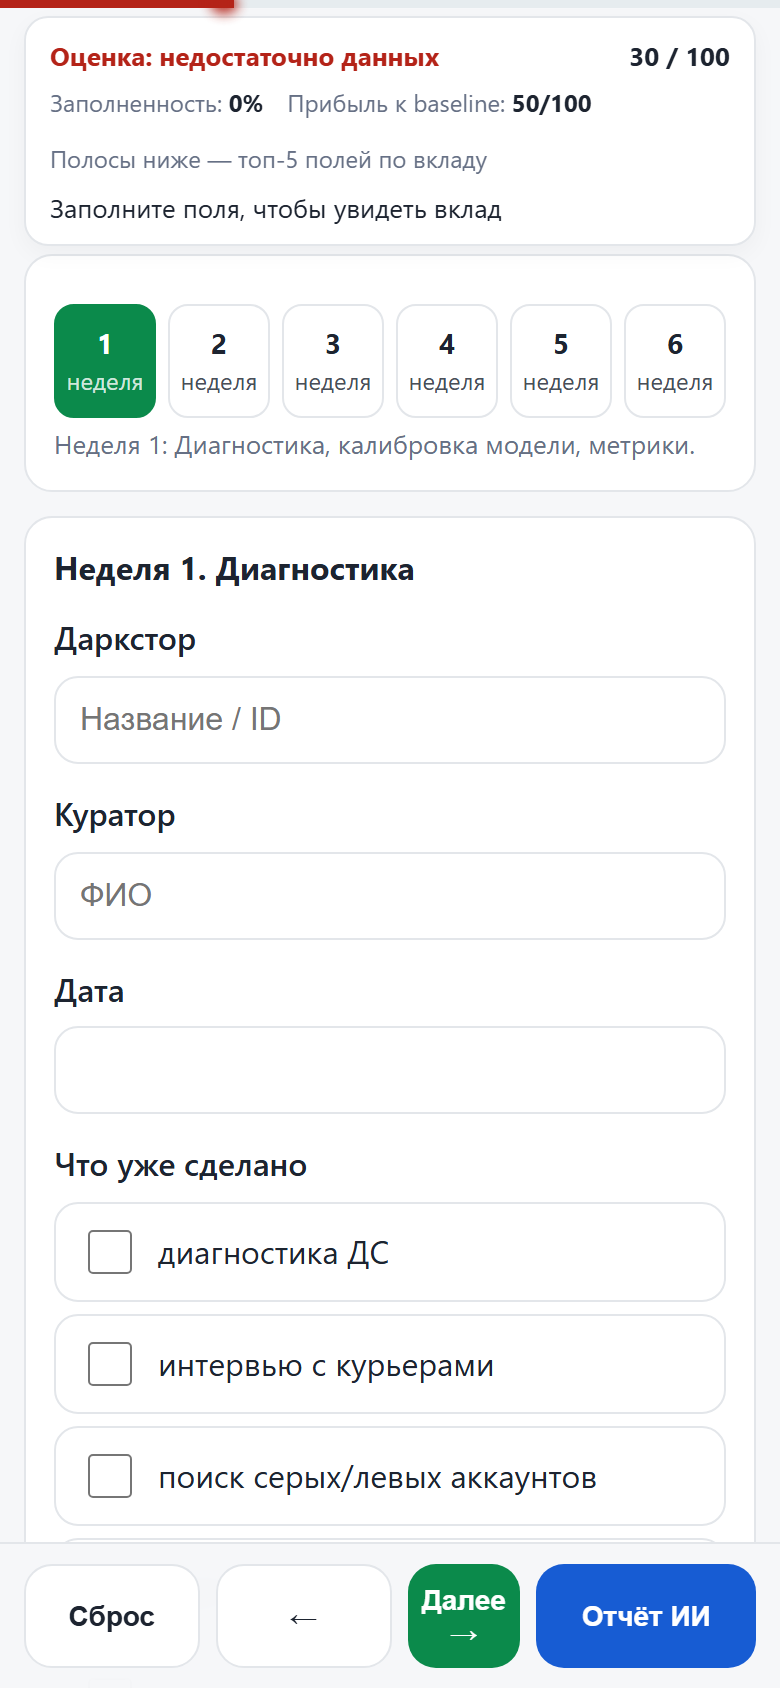 Оценка: недостаточно данных 30 / 100
Заполненность: 0% Прибыль к baseline: 50/100
Полосы ниже — топ-5 полей по вкладу
Заполните поля, чтобы увидеть вклад
1 2 3 4 5 6
неделя неделя неделя неделя неделя неделя
Неделя 1: Диагностика, калибровка модели, метрики.
Неделя 1. Диагностика
Даркстор
Название / ID
Куратор
ФИО
Дата
Что уже сделано
диагностика ДС
интервью с курьерами
поиск серых/левых аккаунтов
Сброс ← Далее → Отчёт ИИ